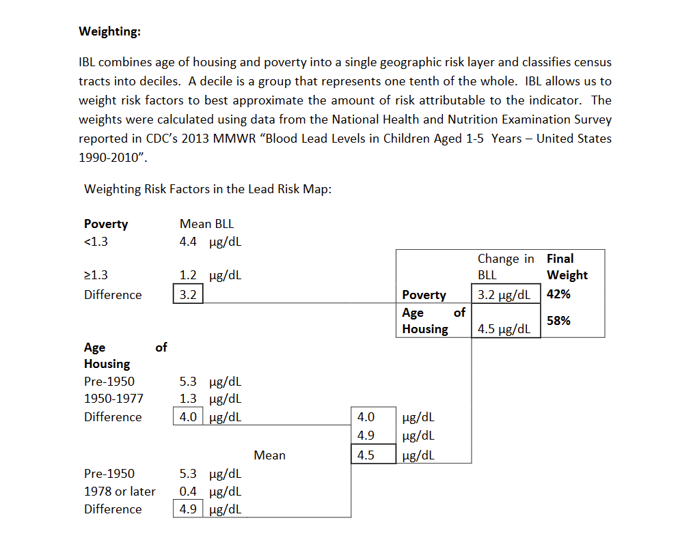 Weighting:
IBL combines age of housing and poverty into a single geographic risk layer and classifies census
tracts into deciles. A decile is a group that represents one tenth of the whole. IBL allows us to
weight risk factors to best approximate the amount of risk attributable to the indicator. The
weights were calculated using data from the National Health and Nutrition Examination Survey
reported in CDC's 2013 MMWR "Blood Lead Levels in Children Aged 1-5 Years – United States
1990-2010".
Weighting Risk Factors in the Lead Risk Map:
Poverty Mean BLL
<1.3 4.4 µg/dL
≥1.3 1.2 µg/dL
Difference 3.2
Change in Final
BLL Weight
Poverty 3.2 µg/dL 42%
Age of
Housing 4.5 µg/dL 58%
Age of
Housing
Pre-1950 5.3 µg/dL
1950-1977 1.3 µg/dL
Difference 4.0 µg/dL 4.0 µg/dL
4.9 µg/dL
Mean 4.5 µg/dL
Pre-1950 5.3 µg/dL
1978 or later 0.4 µg/dL
Difference 4.9 µg/dL